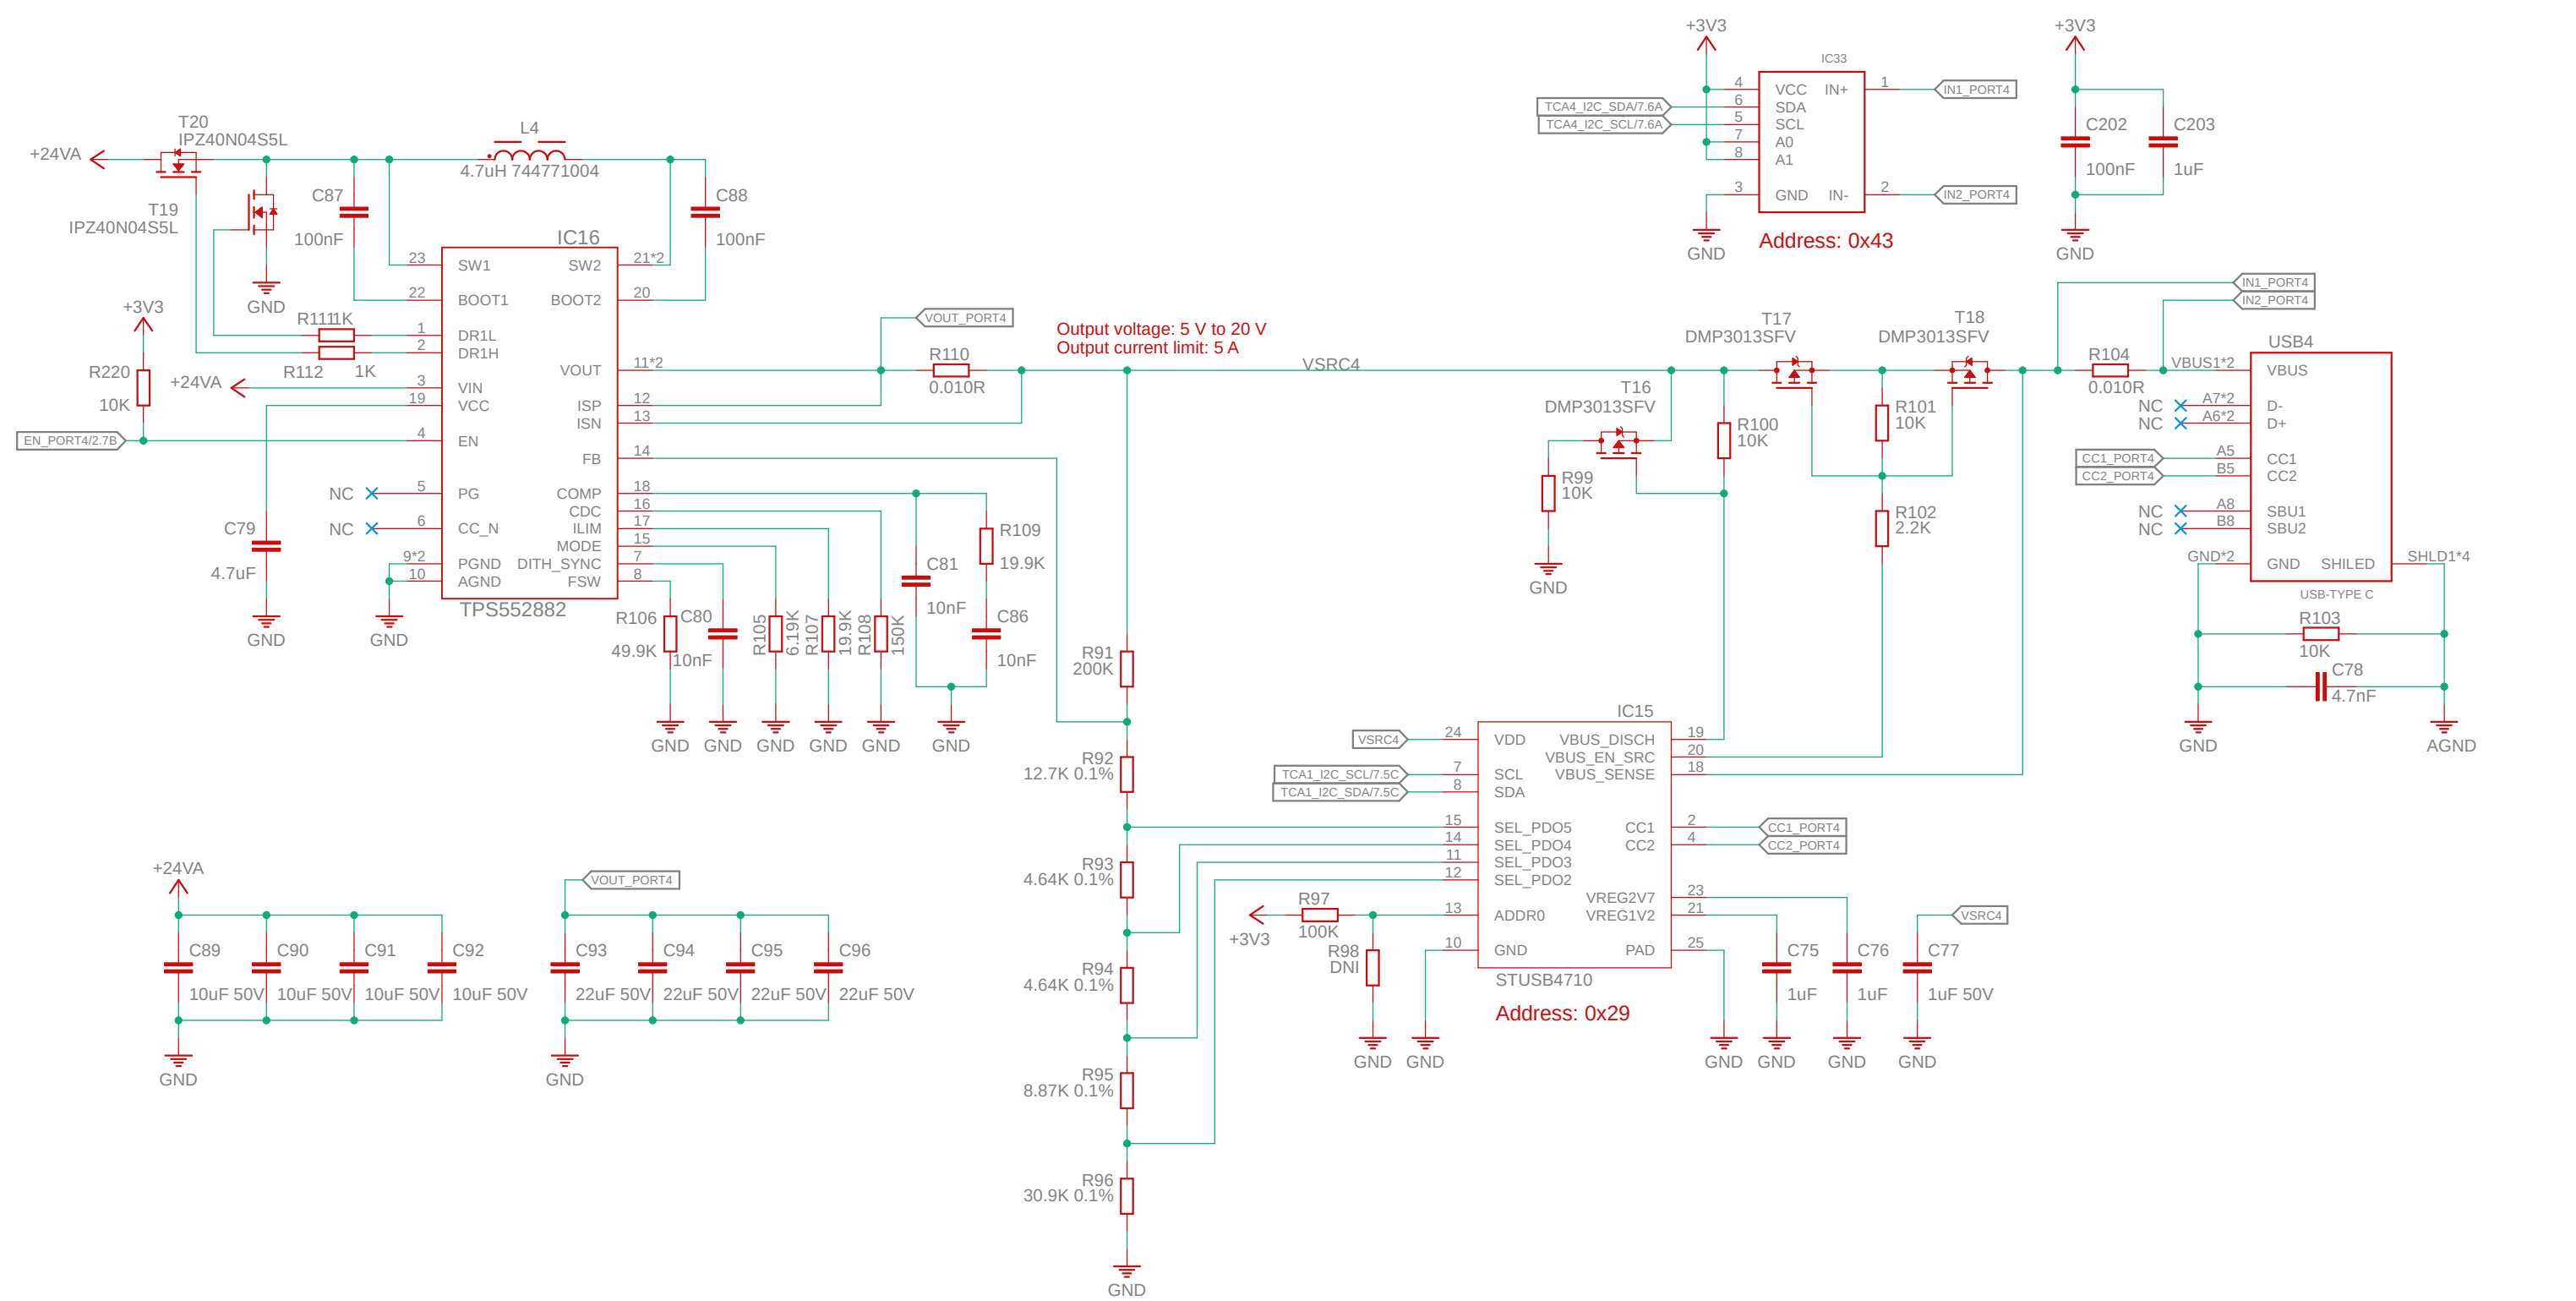 +3V3
IC33
4 VCC IN+ 1 IN1_PORT4
TCA4_I2C_SDA/7.6A 6 SDA
TCA4_I2C_SCL/7.6A 5 SCL
7 A0
8 A1
3 GND IN- 2 IN2_PORT4
GND
Address: 0x43
+3V3
C202
100nF
C203
1uF
GND
T20
IPZ40N04S5L
+24VA
L4
4.7uH 744771004
T19
IPZ40N04S5L
C87
100nF
C88
100nF
GND
IC16
23 SW1 SW2 21*2
22 BOOT1 BOOT2 20
R111 1K
1 DR1L
2 DR1H
R112 1K
+3V3
R220
10K
+24VA
3 VIN VOUT 11*2
19 VCC ISP 12
ISN 13
EN_PORT4/2.7B 4 EN
FB 14
NC 5 PG COMP 18
CDC 16
NC 6 CC_N ILIM 17
MODE 15
9*2 PGND DITH_SYNC 7
10 AGND FSW 8
TPS552882
C79
4.7uF
GND
GND
VOUT_PORT4
R110
0.010R
Output voltage: 5 V to 20 V
Output current limit: 5 A
VSRC4
R106
49.9K
C80
10nF
R105
6.19K
R107
19.9K
R108
150K
C81
10nF
R109
19.9K
C86
10nF
GND
GND
GND
GND
GND
GND
T17
DMP3013SFV
T18
DMP3013SFV
T16
DMP3013SFV
R99
10K
GND
R100
10K
R101
10K
R102
2.2K
IN1_PORT4
IN2_PORT4
R104
0.010R
USB4
VBUS1*2 VBUS
NC A7*2 D-
NC A6*2 D+
CC1_PORT4 A5 CC1
CC2_PORT4 B5 CC2
NC A8 SBU1
NC B8 SBU2
GND*2 GND SHILED SHLD1*4
USB-TYPE C
R103
10K
C78
4.7nF
GND
AGND
R91
200K
R92
12.7K 0.1%
R93
4.64K 0.1%
R94
4.64K 0.1%
R95
8.87K 0.1%
R96
30.9K 0.1%
GND
IC15
VSRC4 24 VDD VBUS_DISCH 19
VBUS_EN_SRC 20
TCA1_I2C_SCL/7.5C 7 SCL VBUS_SENSE 18
TCA1_I2C_SDA/7.5C 8 SDA
15 SEL_PDO5 CC1 2 CC1_PORT4
14 SEL_PDO4 CC2 4 CC2_PORT4
11 SEL_PDO3
12 SEL_PDO2
VREG2V7 23
13 ADDR0 VREG1V2 21
10 GND PAD 25
STUSB4710
Address: 0x29
+3V3
R97
100K
R98
DNI
GND
GND
GND
C75
1uF
GND
C76
1uF
GND
VSRC4
C77
1uF 50V
GND
+24VA
C89
10uF 50V
C90
10uF 50V
C91
10uF 50V
C92
10uF 50V
GND
VOUT_PORT4
C93
22uF 50V
C94
22uF 50V
C95
22uF 50V
C96
22uF 50V
GND